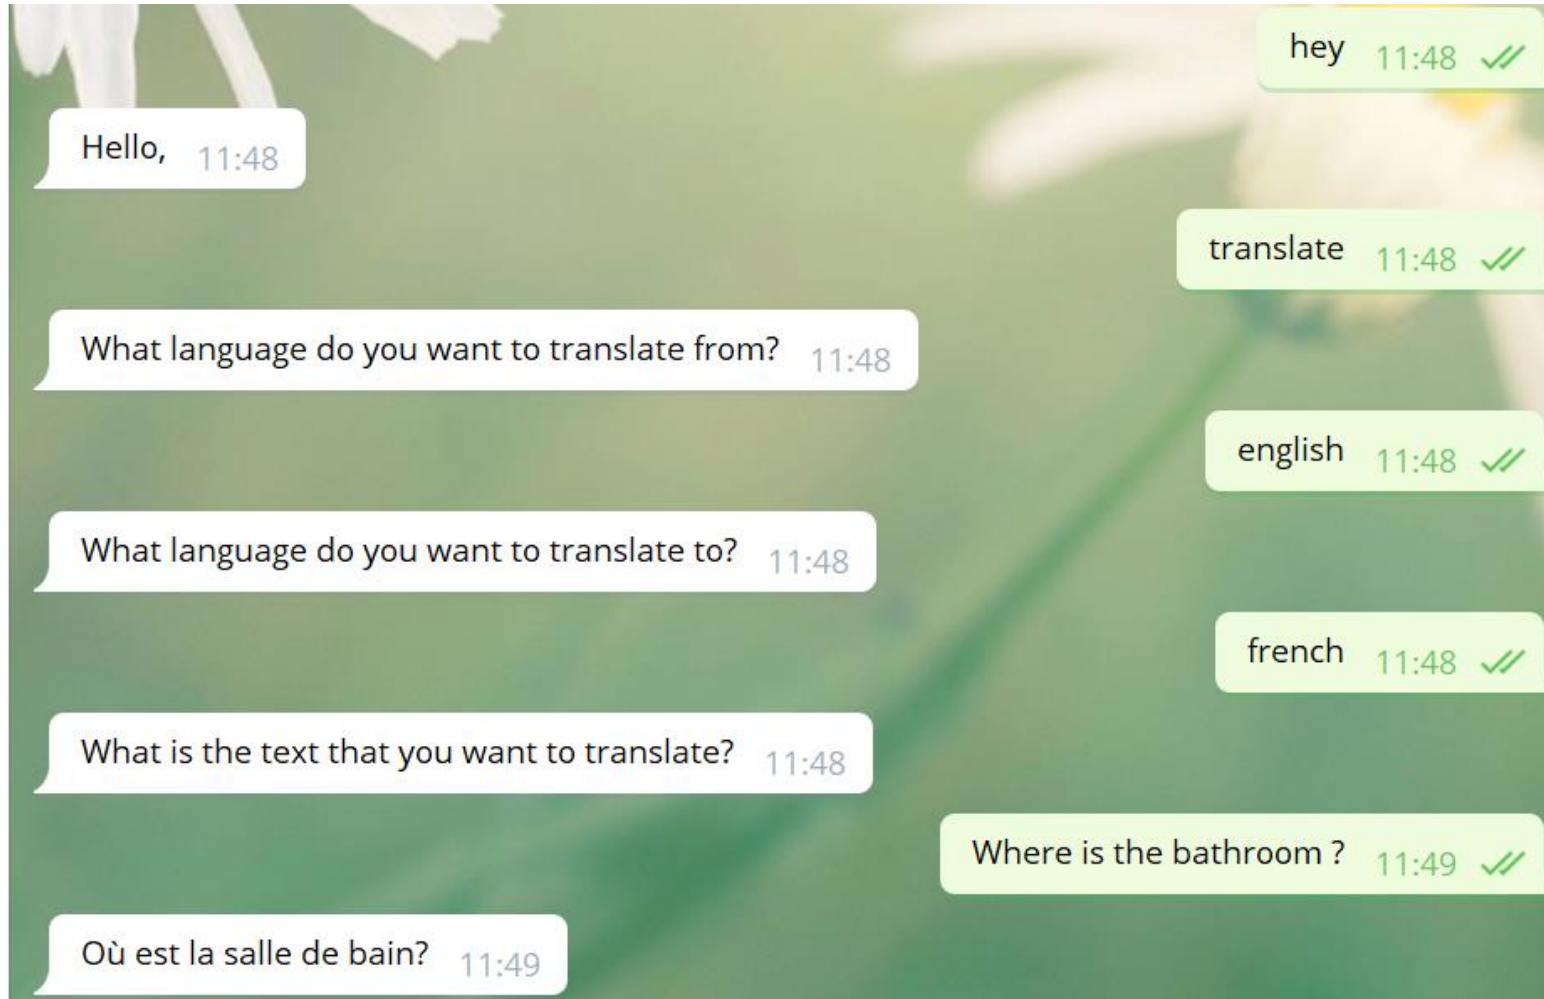 hey 11:48
Hello, 11:48
translate 11:48
What language do you want to translate from? 11:48
english 11:48
What language do you want to translate to? 11:48
french 11:48
What is the text that you want to translate? 11:48
Where is the bathroom ? 11:49
Où est la salle de bain? 11:49